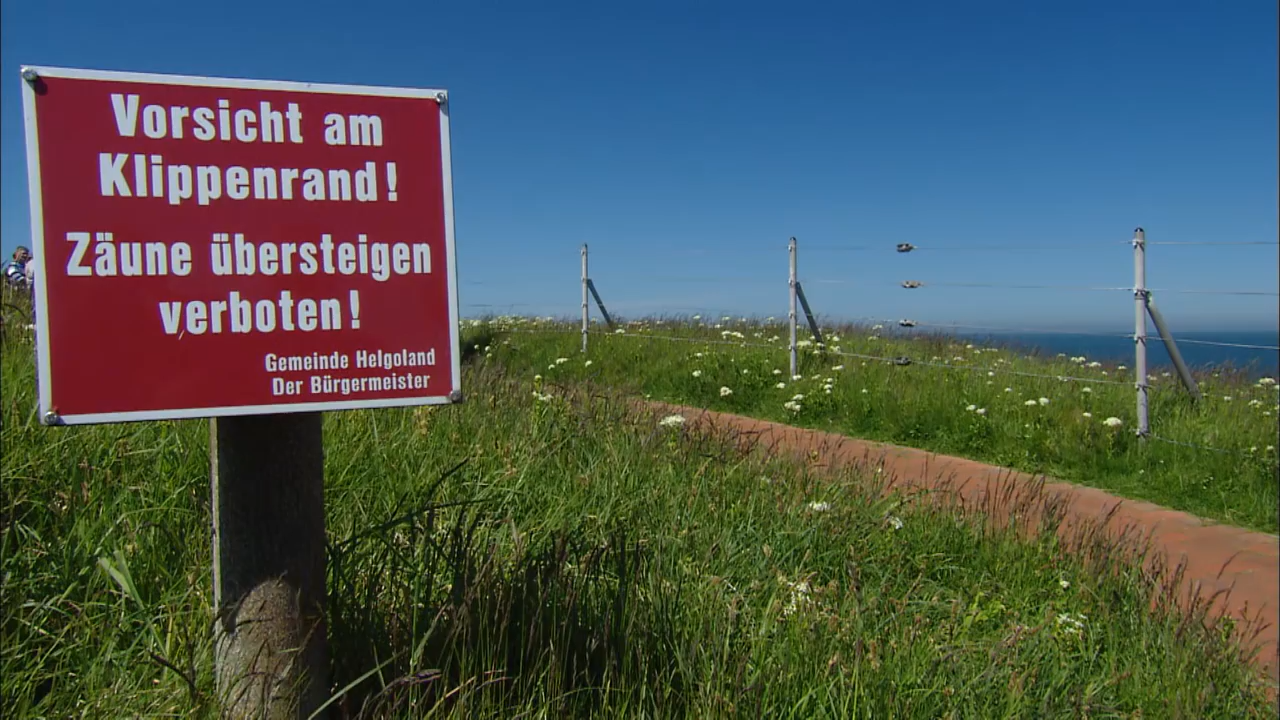 Vorsicht am
Klippenrand!
Zäune übersteigen
verboten!
Gemeinde Helgoland
Der Bürgermeister